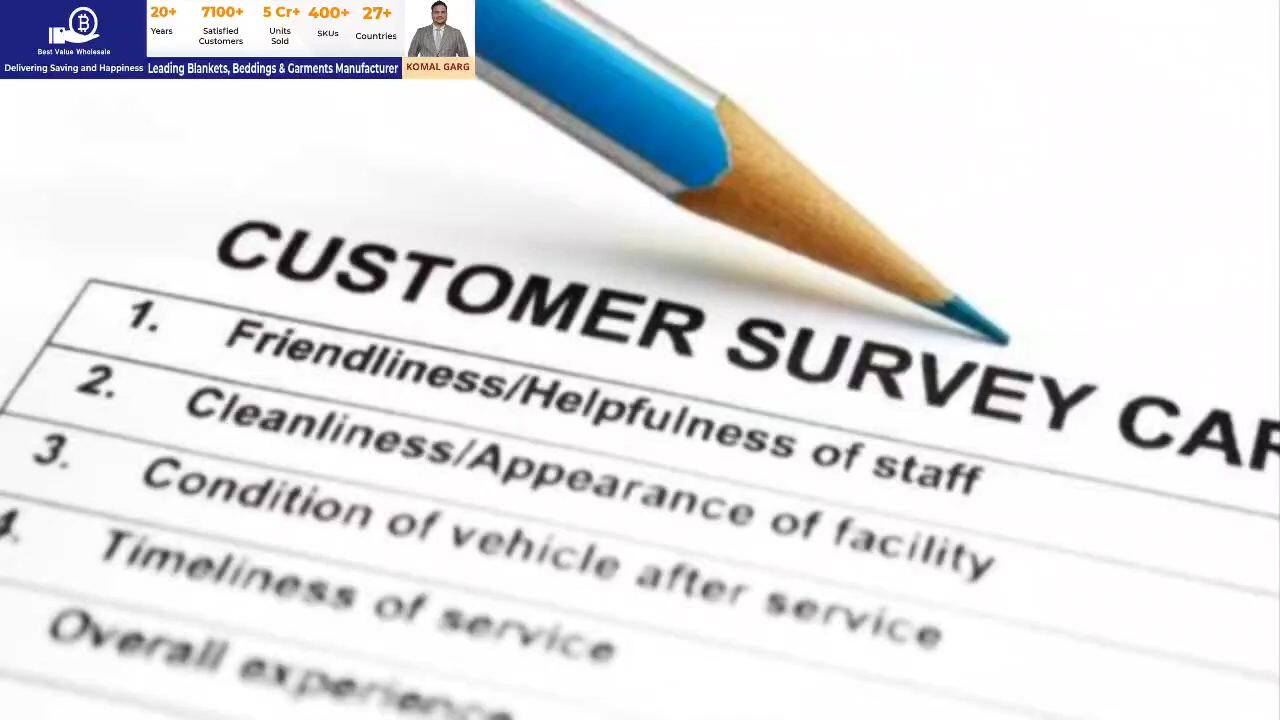 20+
Years
7100+
Satisfied
Customers
5 Cr+
Units
Sold
400+
SKUs
27+
Countries
Best Value Wholesale
Delivering Saving and Happiness
Leading Blankets, Beddings & Garments Manufacturer
KOMAL GARG
CUSTOMER SURVEY CAR
1. Friendliness/Helpfulness of staff
2. Cleanliness/Appearance of facility
3. Condition of vehicle after service
4. Timeliness of service
Overall experience